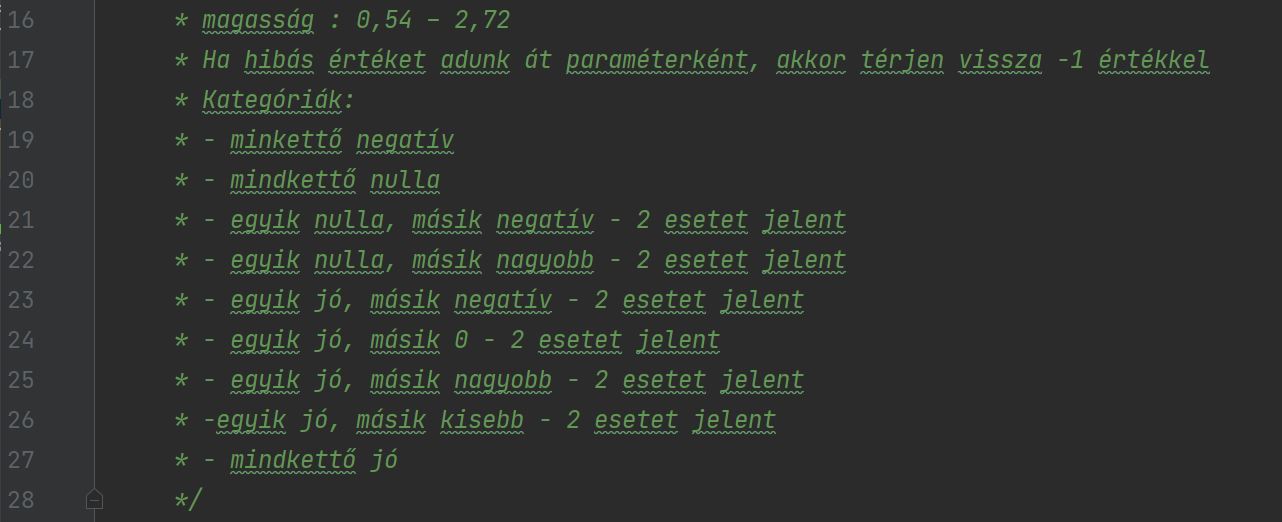 16 * magasság : 0,54 – 2,72
17 * Ha hibás értéket adunk át paraméterként, akkor térjen vissza -1 értékkel
18 * Kategóriák:
19 * - minkettő negatív
20 * - mindkettő nulla
21 * - egyik nulla, másik negatív - 2 esetet jelent
22 * - egyik nulla, másik nagyobb - 2 esetet jelent
23 * - egyik jó, másik negatív - 2 esetet jelent
24 * - egyik jó, másik 0 - 2 esetet jelent
25 * - egyik jó, másik nagyobb - 2 esetet jelent
26 * -egyik jó, másik kisebb - 2 esetet jelent
27 * - mindkettő jó
28 */